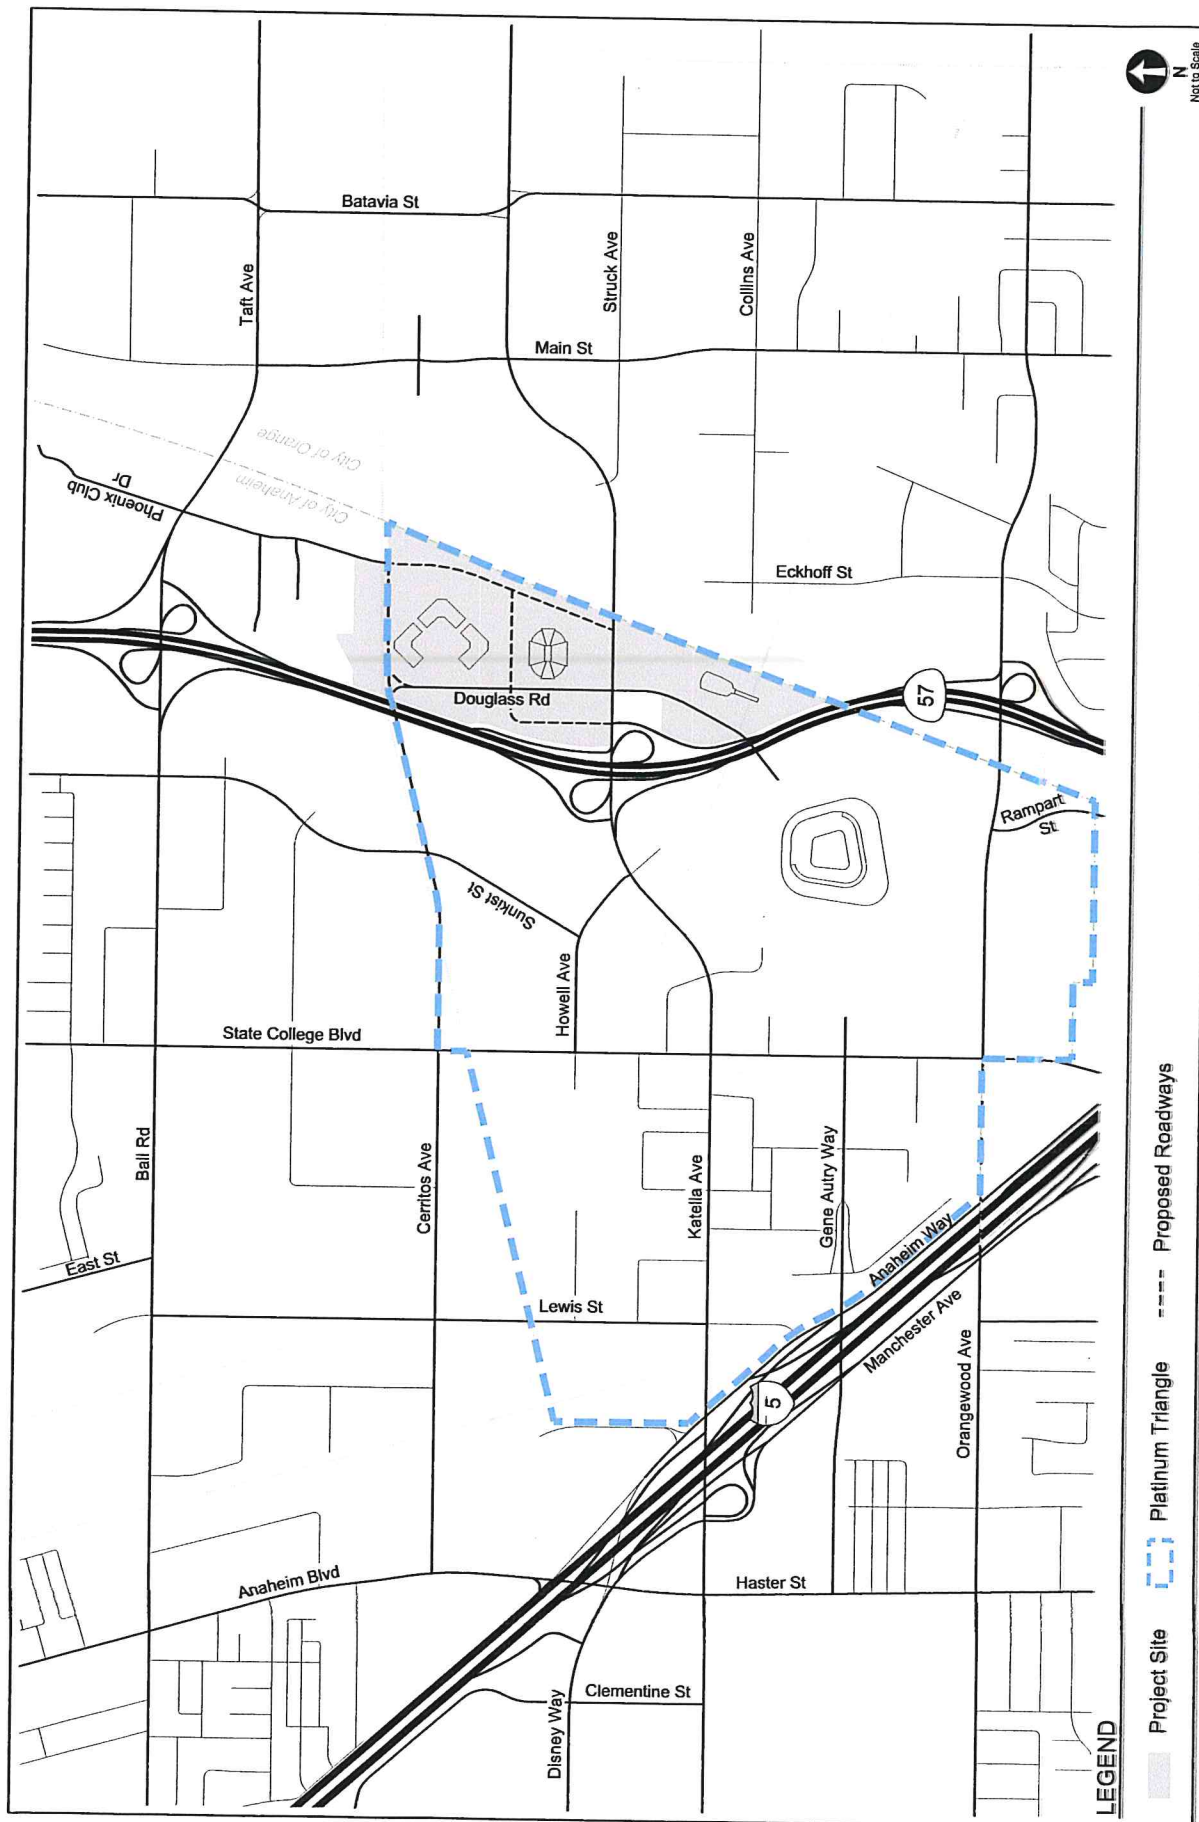 Batavia St
Taft Ave
Struck Ave
Collins Ave
Main St
City of Orange
City of Anaheim
Phoenix Club
Dr
Eckhoff St
Douglass Rd
57
Rampart
St
Sunkist St
Howell Ave
State College Blvd
Ball Rd
Cerritos Ave
Katella Ave
Gene Autry Way
East St
Lewis St
Anaheim Way
Manchester Ave
Orangewood Ave
5
Anaheim Blvd
Haster St
Clementine St
Disney Way
LEGEND
Project Site
Platinum Triangle
Proposed Roadways
N
Not to Scale